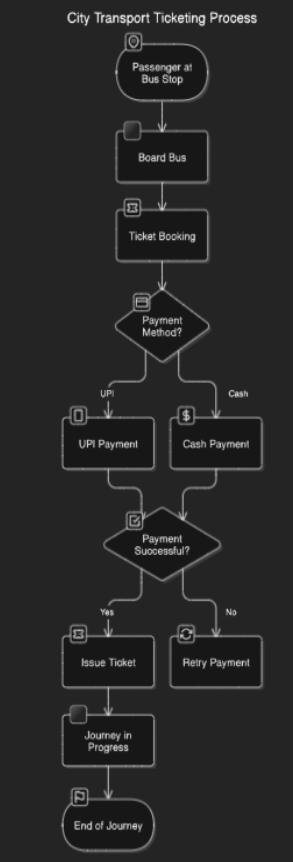 City Transport Ticketing Process
Passenger at
Bus Stop
Board Bus
Ticket Booking
Payment
Method?
UPI
Cash
UPI Payment
Cash Payment
Payment
Successful?
Yes
No
Issue Ticket
Retry Payment
Journey in
Progress
End of Journey